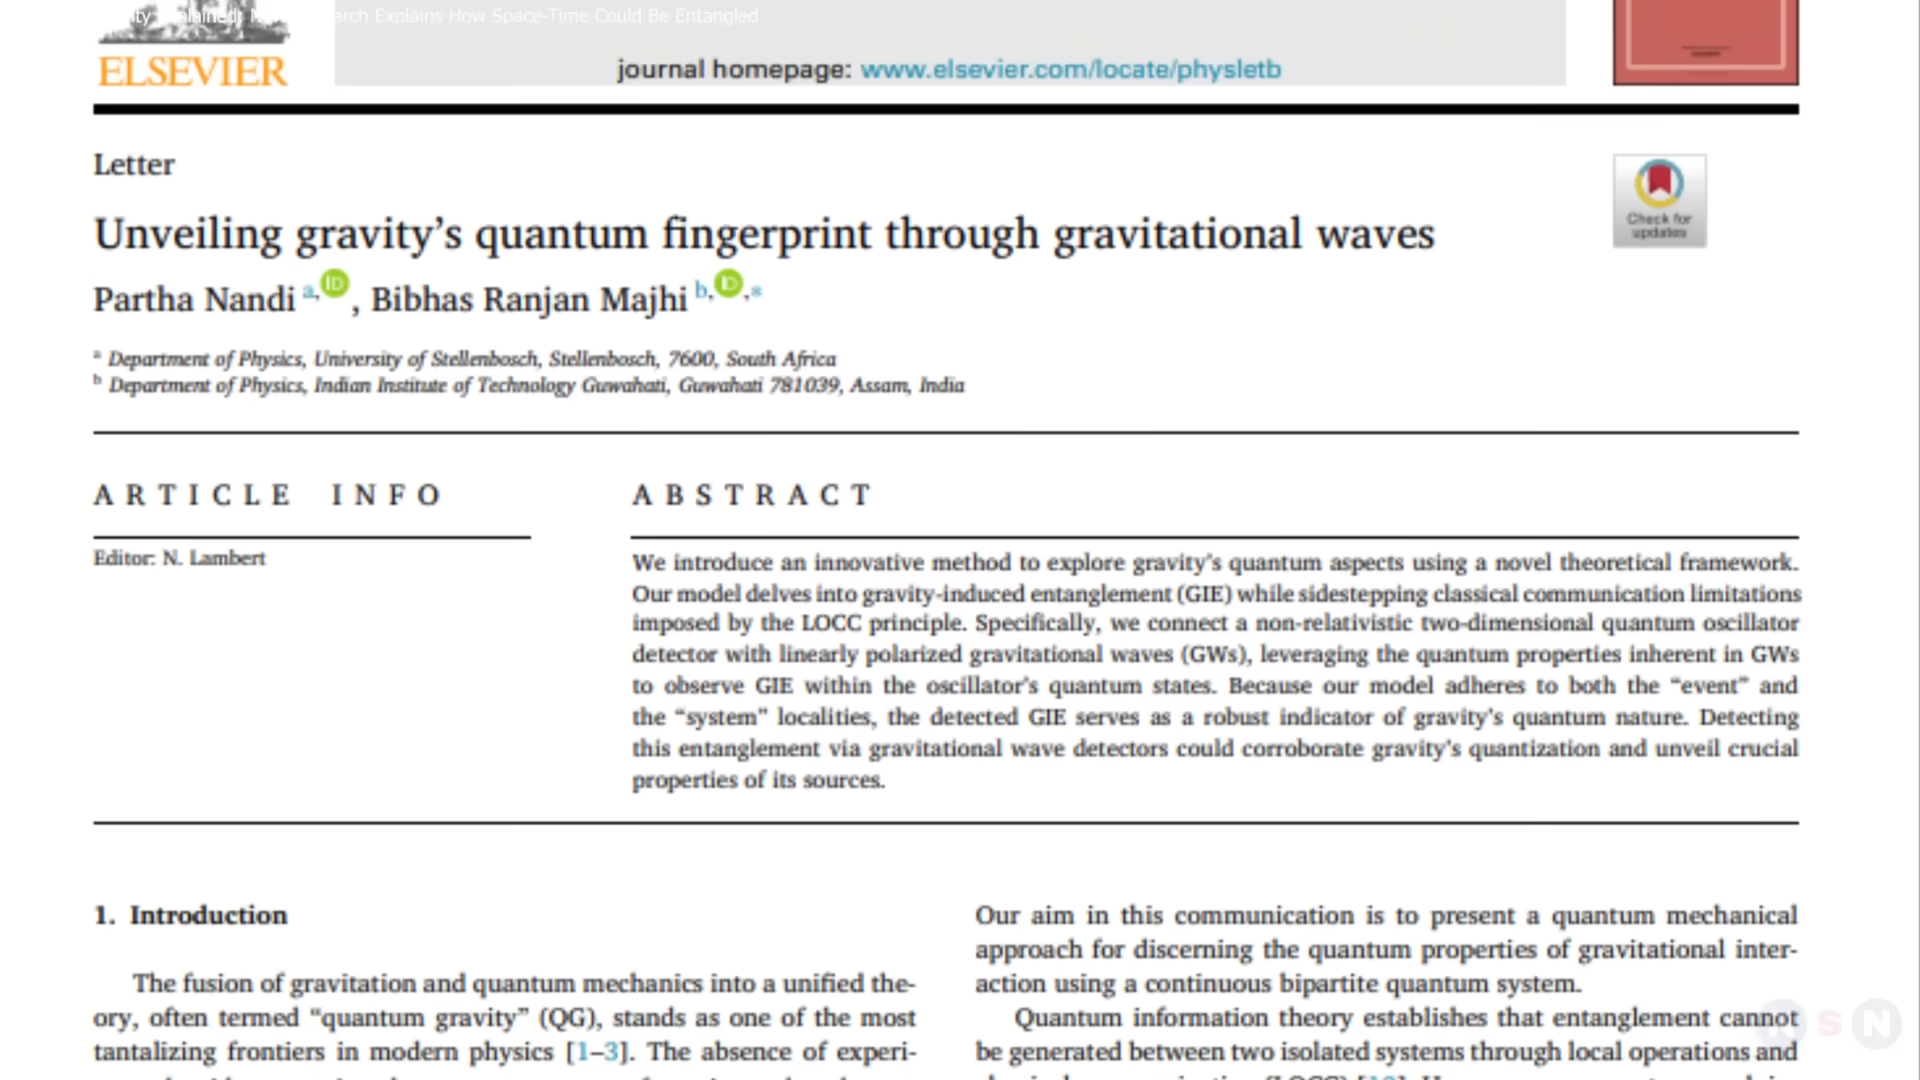 Explains How Space-Time Could Be Entangled
ELSEVIER
journal homepage: www.elsevier.com/locate/physletb
Letter
Check for
updates
Unveiling gravity’s quantum fingerprint through gravitational waves
Partha Nandi a, iD , Bibhas Ranjan Majhi b, iD ,*
a Department of Physics, University of Stellenbosch, Stellenbosch, 7600, South Africa
b Department of Physics, Indian Institute of Technology Guwahati, Guwahati 781039, Assam, India
ARTICLE INFO
Editor: N. Lambert
ABSTRACT
We introduce an innovative method to explore gravity’s quantum aspects using a novel theoretical framework.
Our model delves into gravity-induced entanglement (GIE) while sidestepping classical communication limitations
imposed by the LOCC principle. Specifically, we connect a non-relativistic two-dimensional quantum oscillator
detector with linearly polarized gravitational waves (GWs), leveraging the quantum properties inherent in GWs
to observe GIE within the oscillator’s quantum states. Because our model adheres to both the “event” and
the “system” localities, the detected GIE serves as a robust indicator of gravity’s quantum nature. Detecting
this entanglement via gravitational wave detectors could corroborate gravity’s quantization and unveil crucial
properties of its sources.
1. Introduction
The fusion of gravitation and quantum mechanics into a unified the-
ory, often termed “quantum gravity” (QG), stands as one of the most
tantalizing frontiers in modern physics [1–3]. The absence of experi-
Our aim in this communication is to present a quantum mechanical
approach for discerning the quantum properties of gravitational inter-
action using a continuous bipartite quantum system.
Quantum information theory establishes that entanglement cannot
be generated between two isolated systems through local operations and
S N